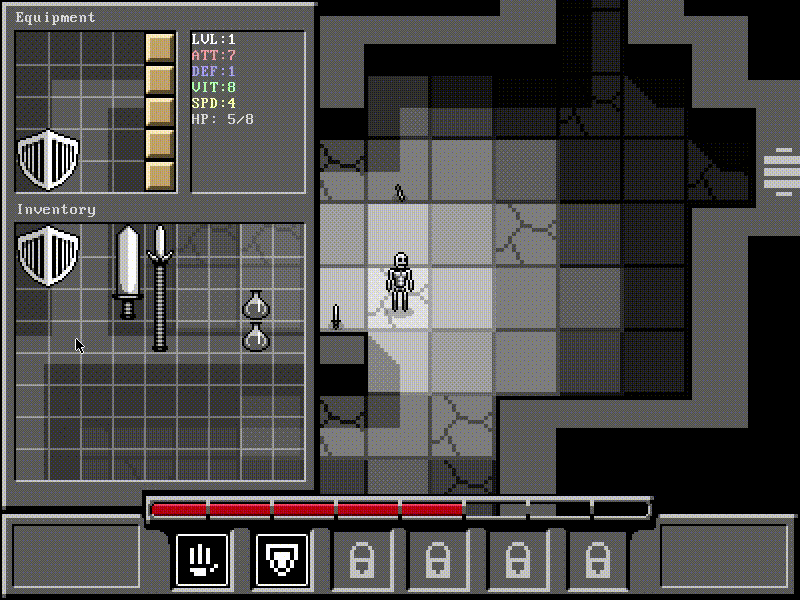 Equipment
LVL:1
ATT:7
DEF:1
VIT:8
SPD:4
HP: 5/8
Inventory